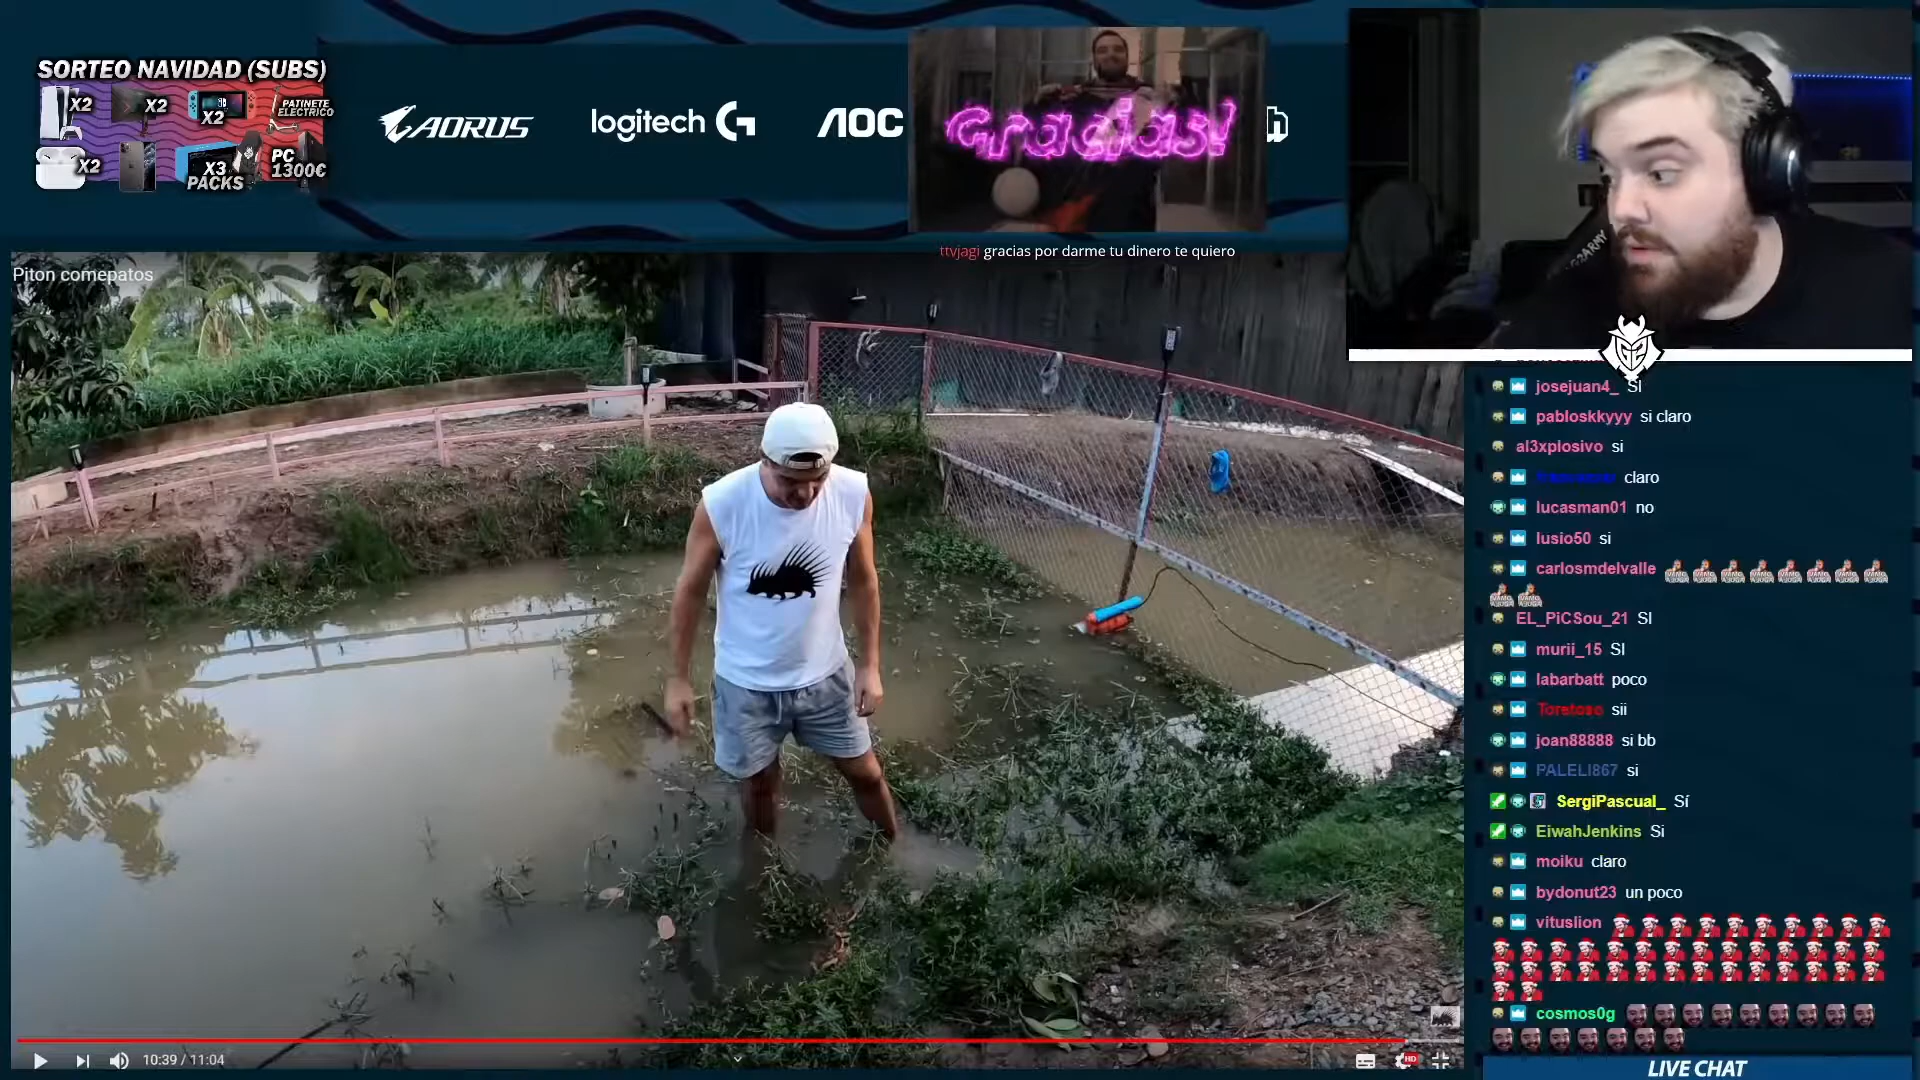 SORTEO NAVIDAD (SUBS)
X2
X2
X2
PATINETE
ELECTRICO
X2
X3
PACKS
PC
1300€
AORUS
logitech G
AOC
Gracias!
ttvjagi gracias por darme tu dinero te quiero
Piton comepatos
G2ARMY
josejuan4_ SI
pabloskkyyy si claro
al3xplosivo si
claro
lucasman01 no
lusio50 si
carlosmdelvalle
EL_PiCSou_21 SI
murii_15 SI
labarbatt poco
Toretoso sii
joan88888 si bb
PALELI867 si
SergiPascual_ Sí
EiwahJenkins Si
moiku claro
bydonut23 un poco
vituslion
cosmos0g
10:39 / 11:04
HD
LIVE CHAT